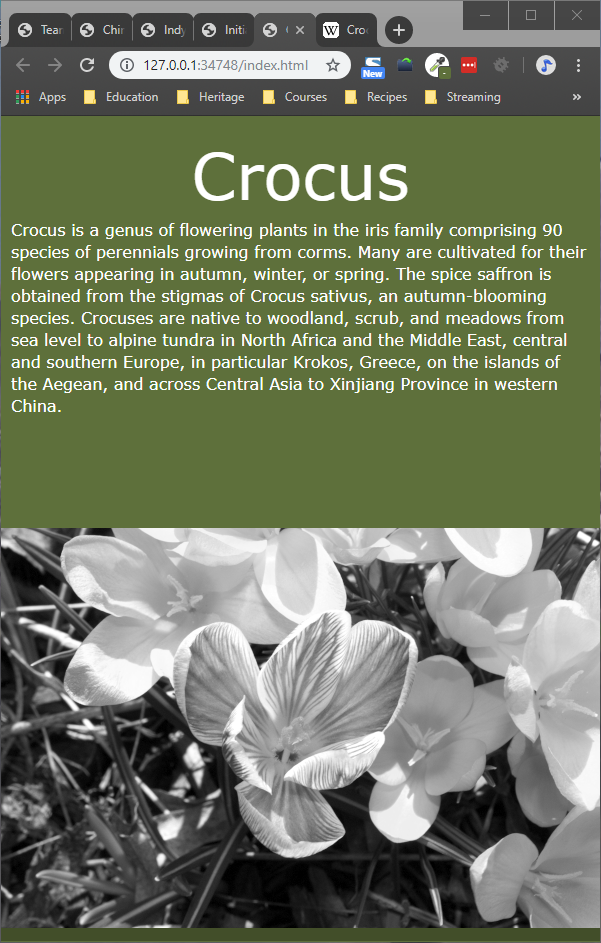 Tear
Chir
Indy
Initi
Cro
127.0.0.1:34748/index.html
New
Apps
Education
Heritage
Courses
Recipes
Streaming
»
Crocus
Crocus is a genus of flowering plants in the iris family comprising 90
species of perennials growing from corms. Many are cultivated for their
flowers appearing in autumn, winter, or spring. The spice saffron is
obtained from the stigmas of Crocus sativus, an autumn-blooming
species. Crocuses are native to woodland, scrub, and meadows from
sea level to alpine tundra in North Africa and the Middle East, central
and southern Europe, in particular Krokos, Greece, on the islands of
the Aegean, and across Central Asia to Xinjiang Province in western
China.